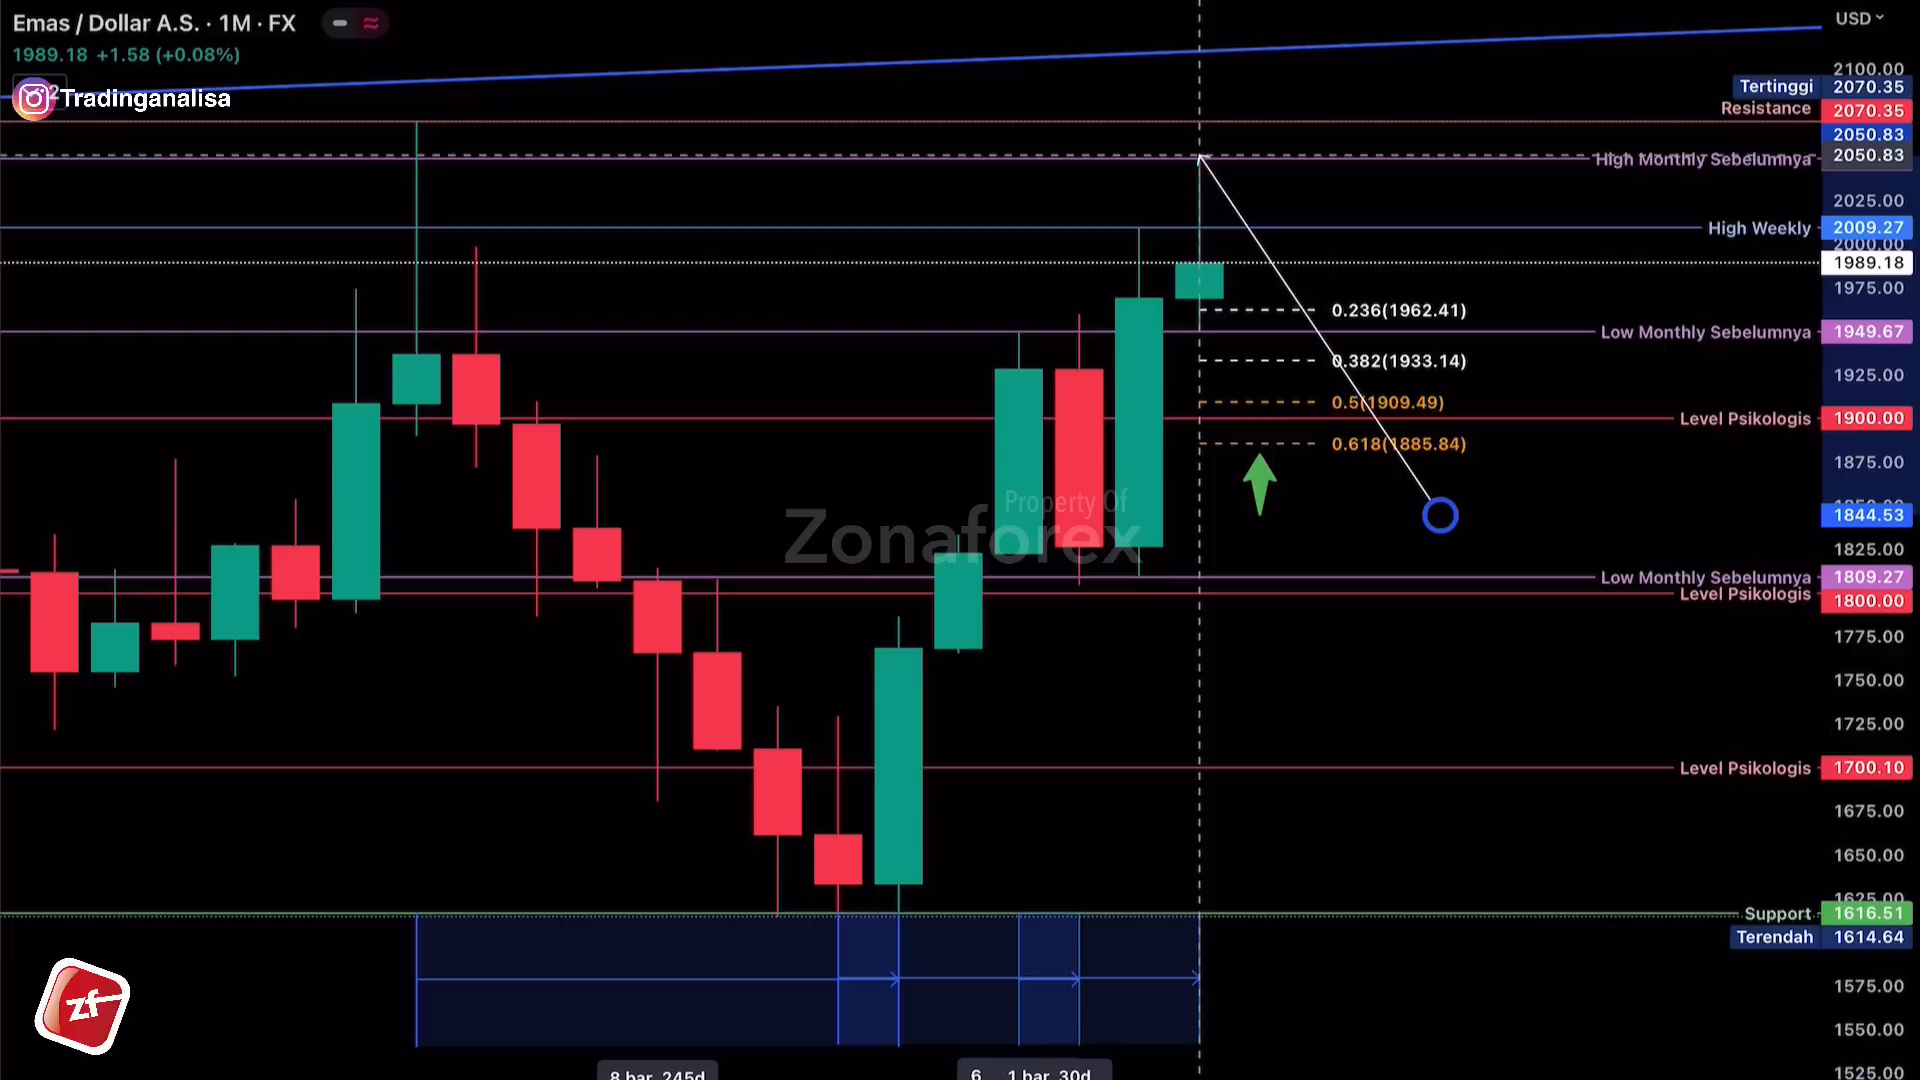 Emas / Dollar A.S. · 1M · FX
1989.18 +1.58 (+0.08%)
Tradinganalisa
USD
2100.00
Tertinggi 2070.35
Resistance 2070.35
2050.83
High Monthly Sebelumnya 2050.83
2025.00
High Weekly 2009.27
2000.00
1989.18
1975.00
0.236(1962.41)
Low Monthly Sebelumnya 1949.67
0.382(1933.14)
1925.00
0.5(1909.49)
Level Psikologis 1900.00
0.618(1885.84)
1875.00
Property Of
Zonaforex
1844.53
1825.00
Low Monthly Sebelumnya 1809.27
Level Psikologis 1800.00
1775.00
1750.00
1725.00
Level Psikologis 1700.10
1675.00
1650.00
1625.00
Support 1616.51
Terendah 1614.64
zf
1575.00
1550.00
8 bar, 245d
6 1 bar, 30d
1525.00